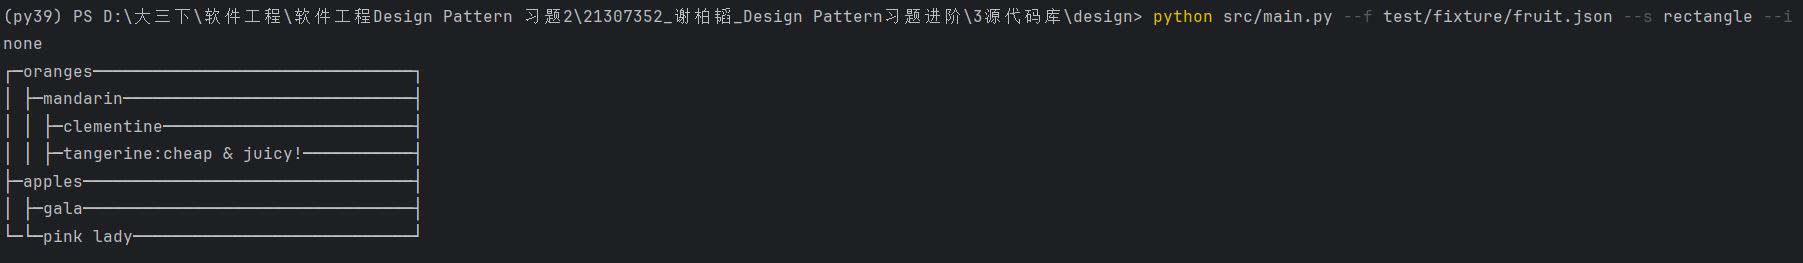 (py39) PS D:\大三下\软件工程\软件工程Design Pattern 习题2\21307352_谢柏韬_Design Pattern习题进阶\3源代码库\design> python src/main.py --f test/fixture/fruit.json --s rectangle --i
none
┌─oranges────────────────────────────────┐
│ ├─mandarin─────────────────────────────┤
│ │ ├─clementine─────────────────────────┤
│ │ ├─tangerine:cheap & juicy!───────────┤
├─apples─────────────────────────────────┤
│ ├─gala─────────────────────────────────┤
└─└─pink lady────────────────────────────┘